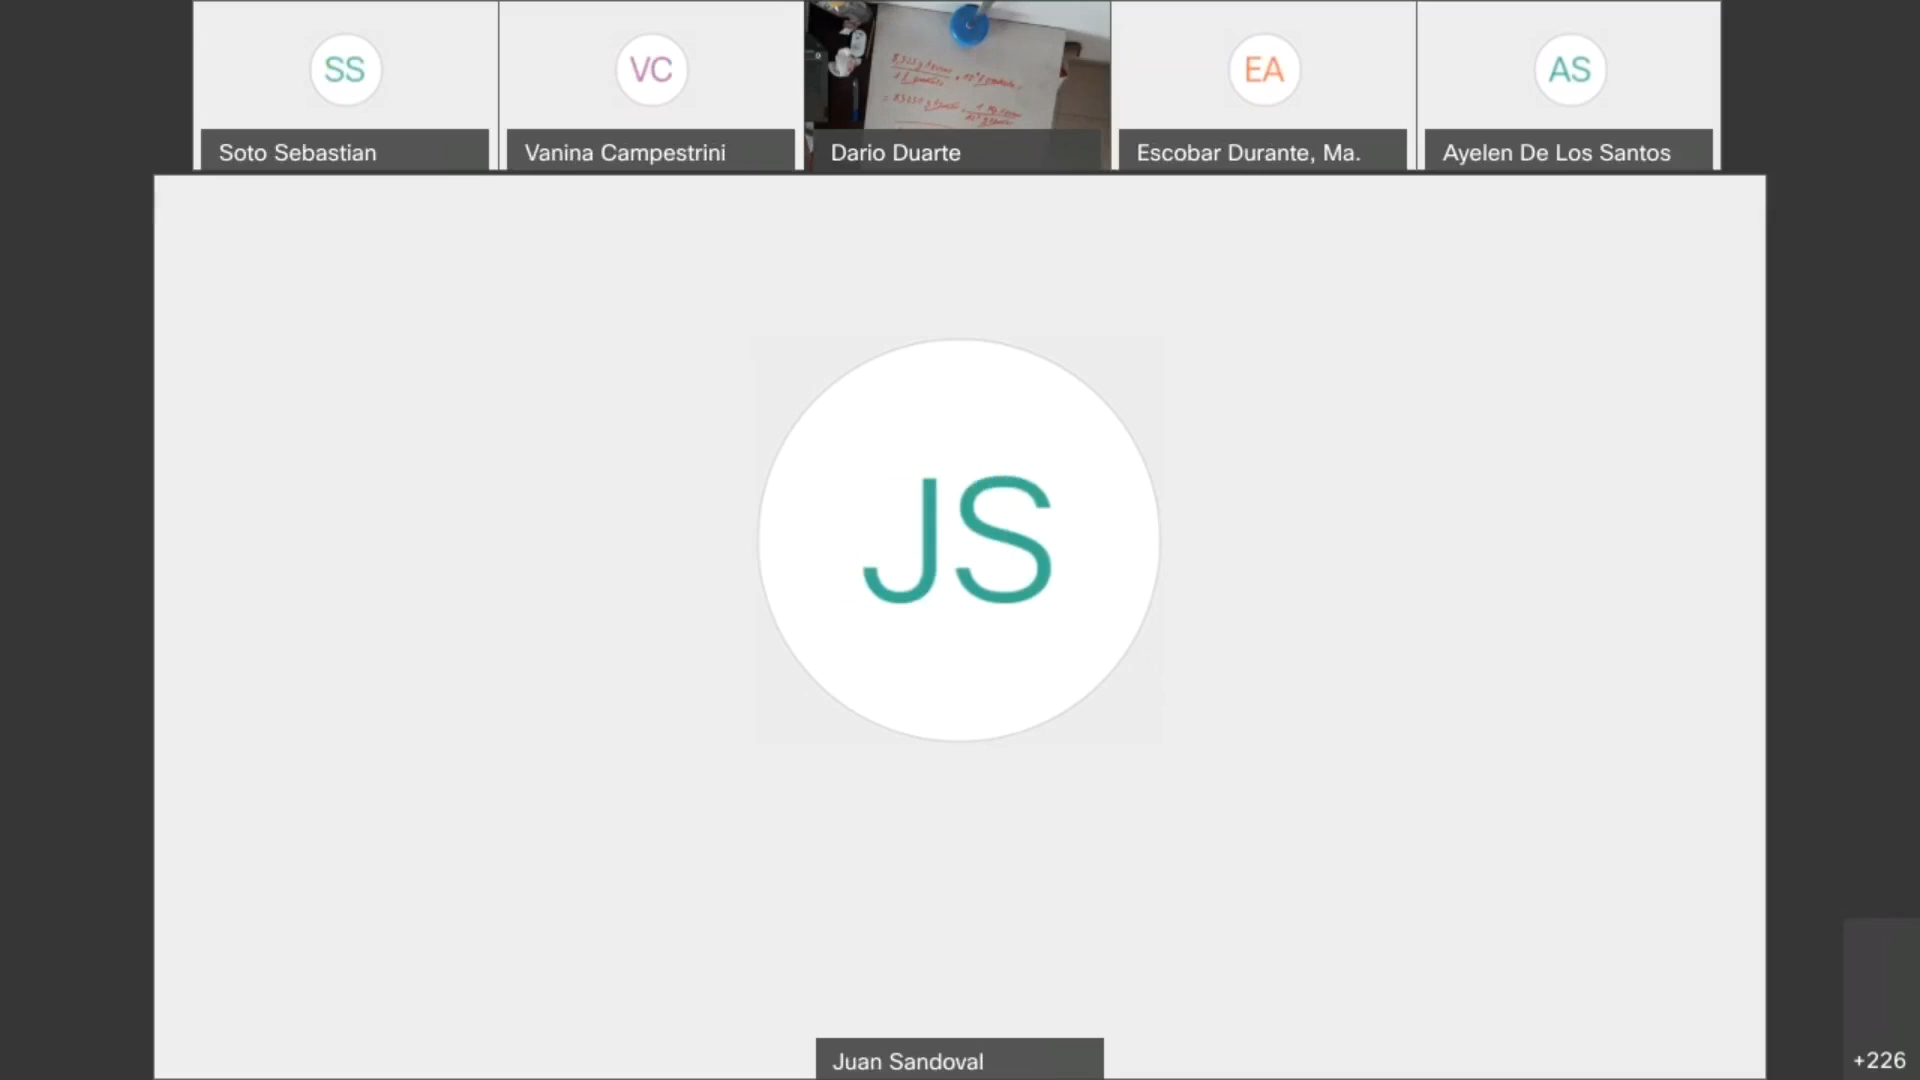 SS
VC
EA
AS
Soto Sebastian
Vanina Campestrini
Dario Duarte
Escobar Durante, Ma.
Ayelen De Los Santos
JS
Juan Sandoval
+226